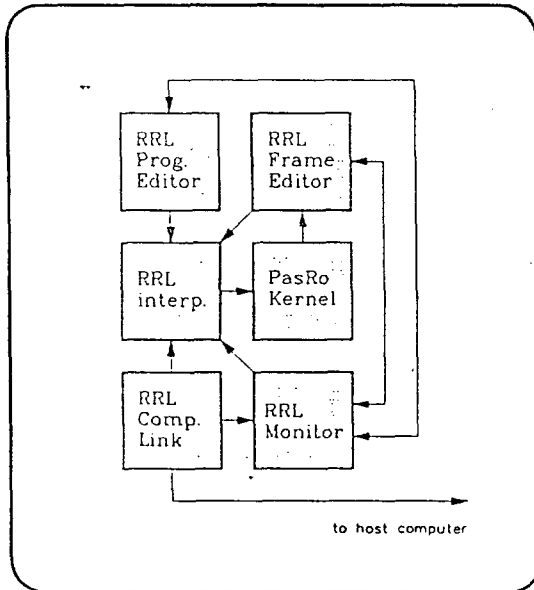 RRL
Prog.
Editor
RRL
Frame
Editor
RRL
interp.
PasRo
Kernel
RRL
Comp.
Link
RRL
Monitor
to host computer